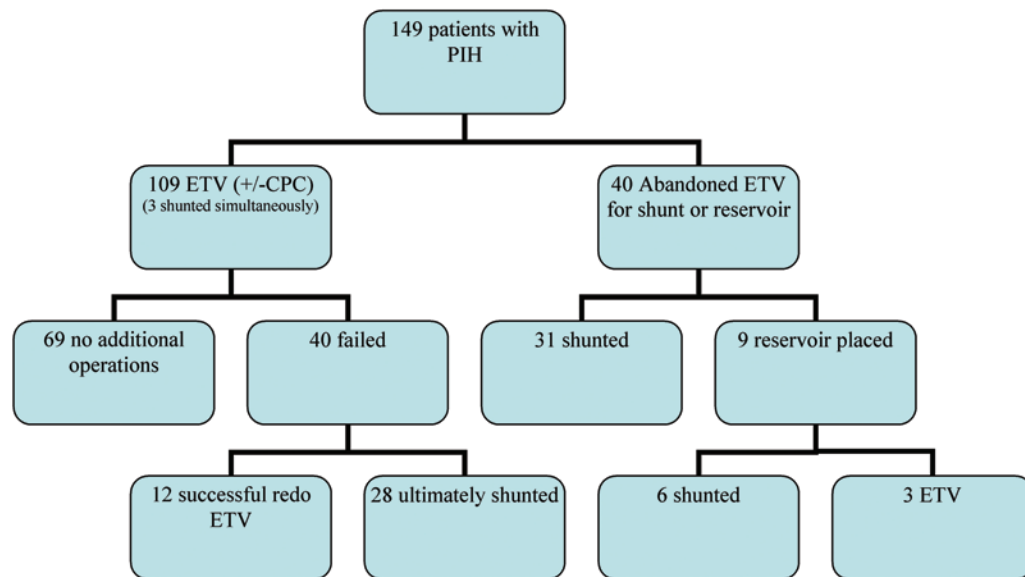 149 patients with
PIH
109 ETV (+/-CPC)
(3 shunted simultaneously)
40 Abandoned ETV
for shunt or reservoir
69 no additional
operations
40 failed
31 shunted
9 reservoir placed
12 successful redo
ETV
28 ultimately shunted
6 shunted
3 ETV